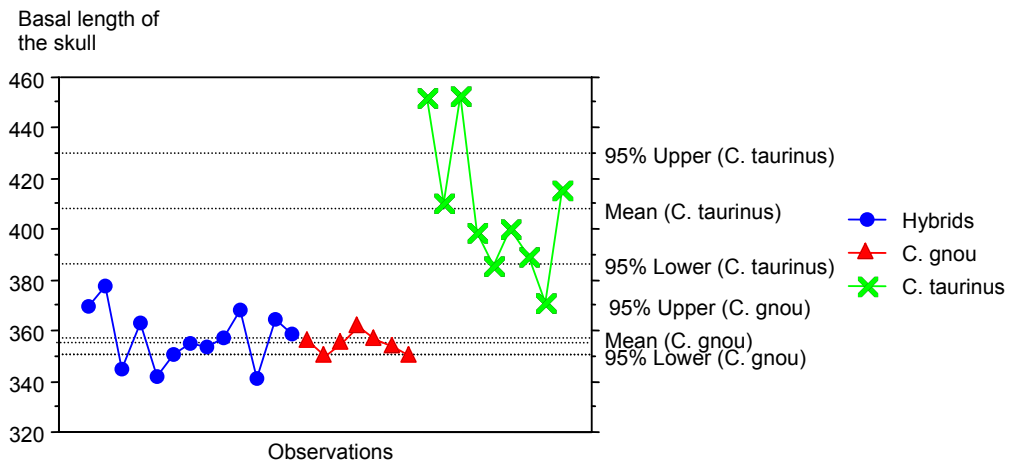 Basal length of
the skull
460
440
420
400
380
360
340
320
95% Upper (C. taurinus)
Mean (C. taurinus)
95% Lower (C. taurinus)
95% Upper (C. gnou)
Mean (C. gnou)
95% Lower (C. gnou)
Hybrids
C. gnou
C. taurinus
Observations